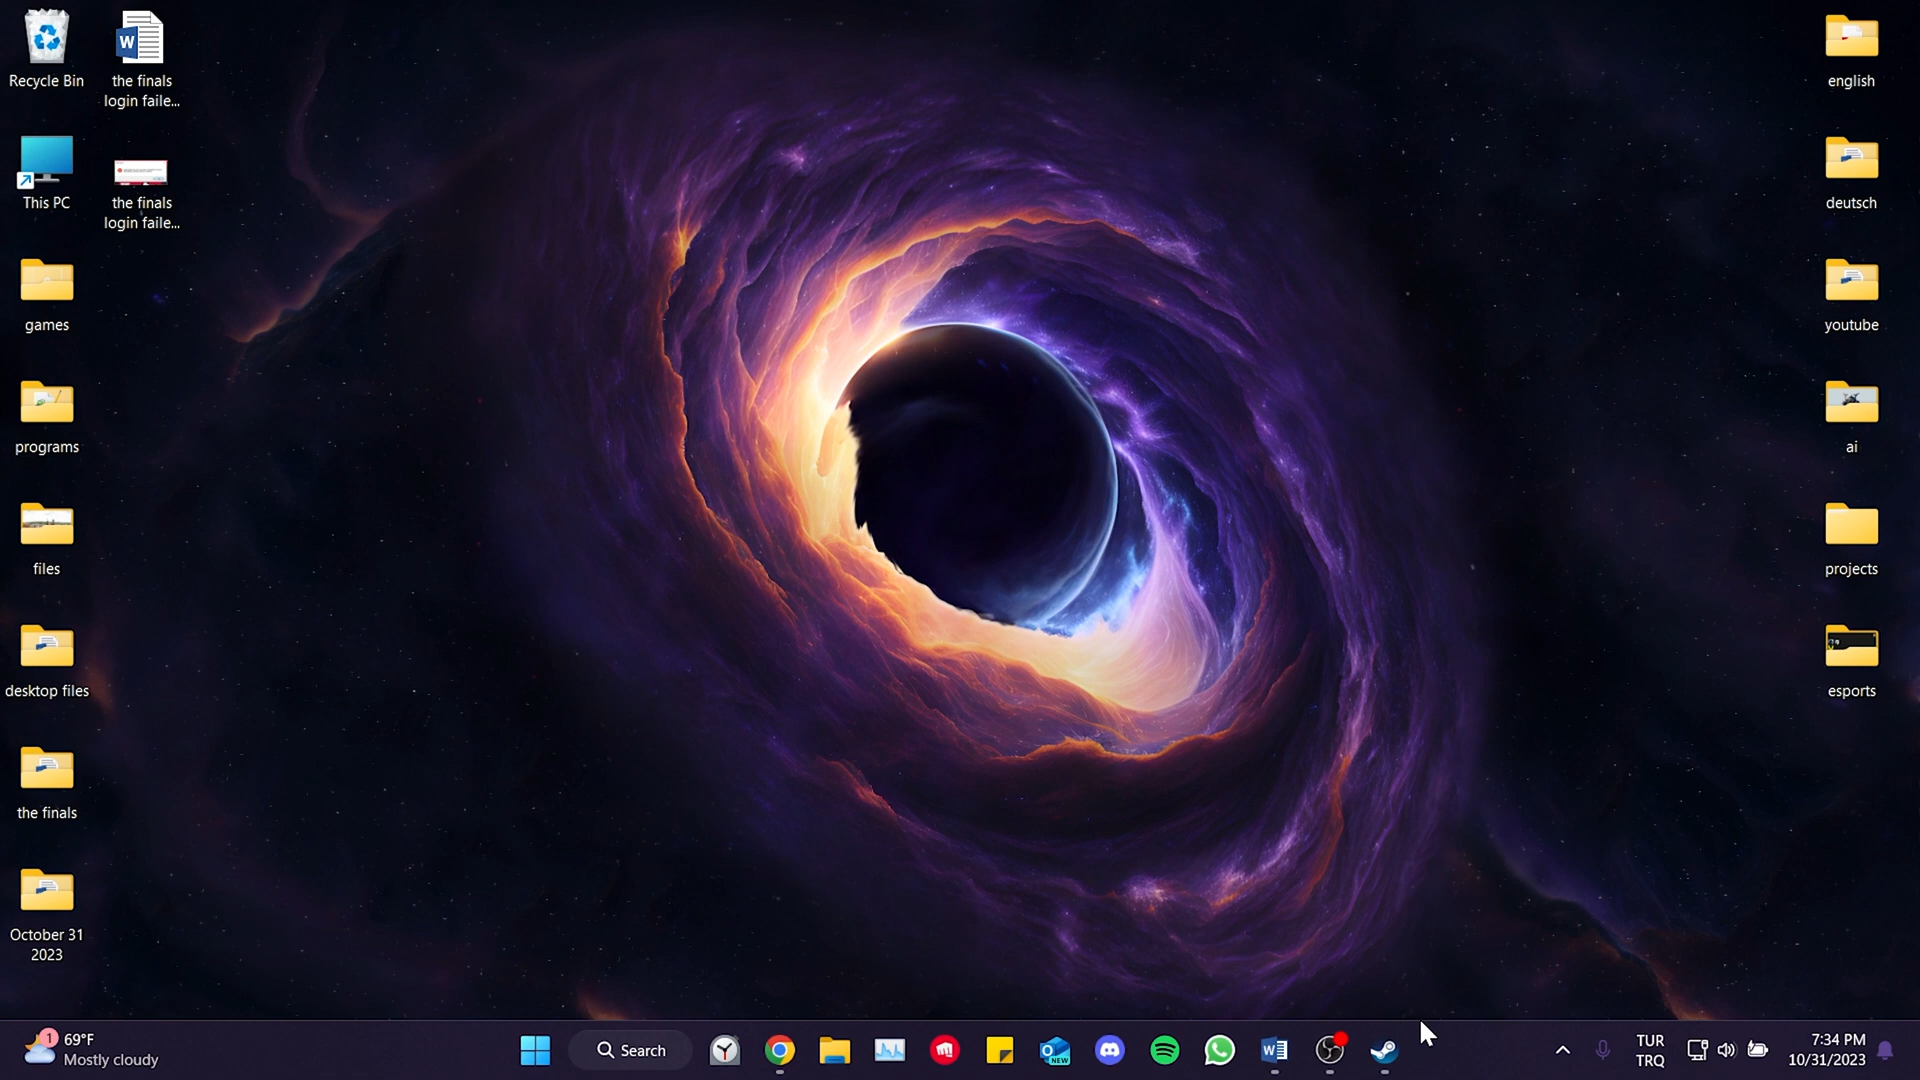 Recycle Bin
the finals
login faile...
This PC
the finals
login faile...
games
programs
files
desktop files
the finals
October 31
2023
english
deutsch
youtube
ai
projects
esports
1
69°F
Mostly cloudy
Search
NEW
TUR
TRQ
7:34 PM
10/31/2023